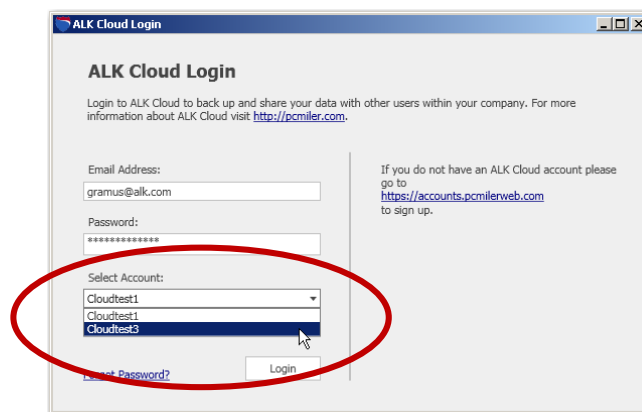 ALK Cloud Login
ALK Cloud Login
Login to ALK Cloud to back up and share your data with other users within your company. For more
information about ALK Cloud visit http://pcmiler.com.
Email Address:
gramus@alk.com
Password:
*************
Select Account:
Cloudtest1
Cloudtest1
Cloudtest3
Forgot Password?
Login
If you do not have an ALK Cloud account please
go to
https://accounts.pcmilerweb.com
to sign up.